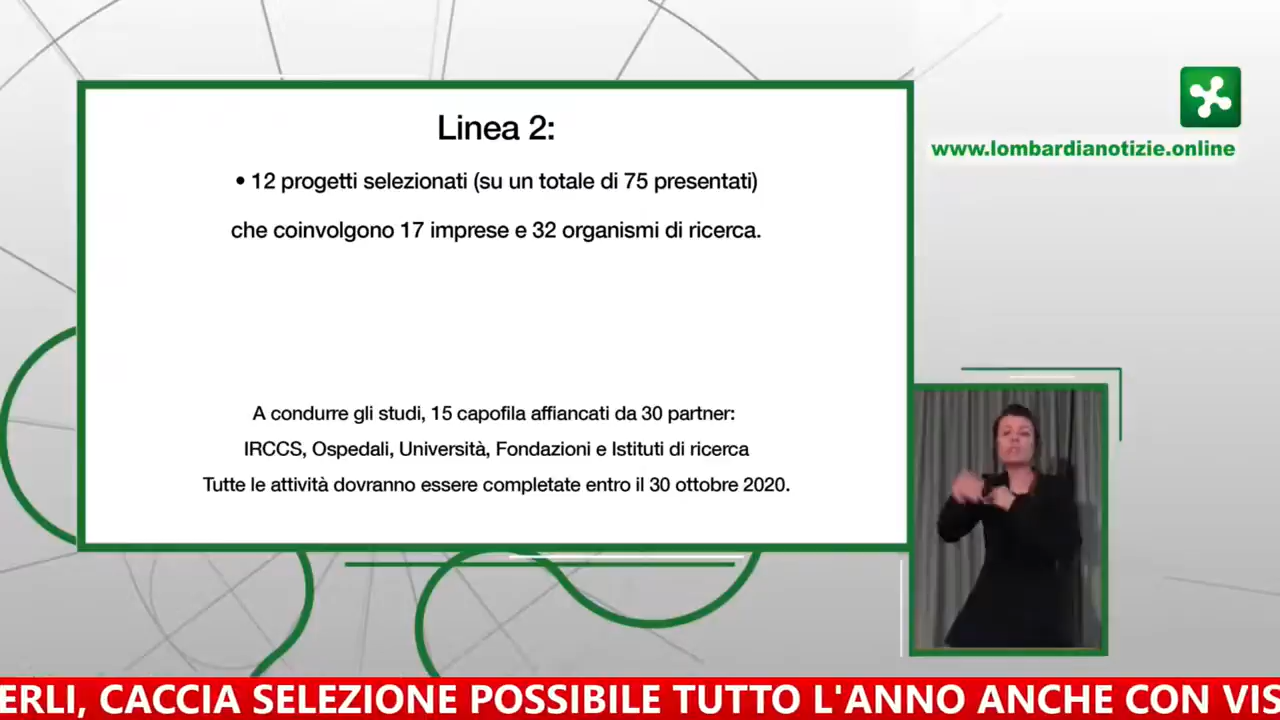 Linea 2:
• 12 progetti selezionati (su un totale di 75 presentati)
che coinvolgono 17 imprese e 32 organismi di ricerca.
A condurre gli studi, 15 capofila affiancati da 30 partner:
IRCCS, Ospedali, Università, Fondazioni e Istituti di ricerca
Tutte le attività dovranno essere completate entro il 30 ottobre 2020.
www.lombardianotizie.online
ERLI, CACCIA SELEZIONE POSSIBILE TUTTO L'ANNO ANCHE CON VIS